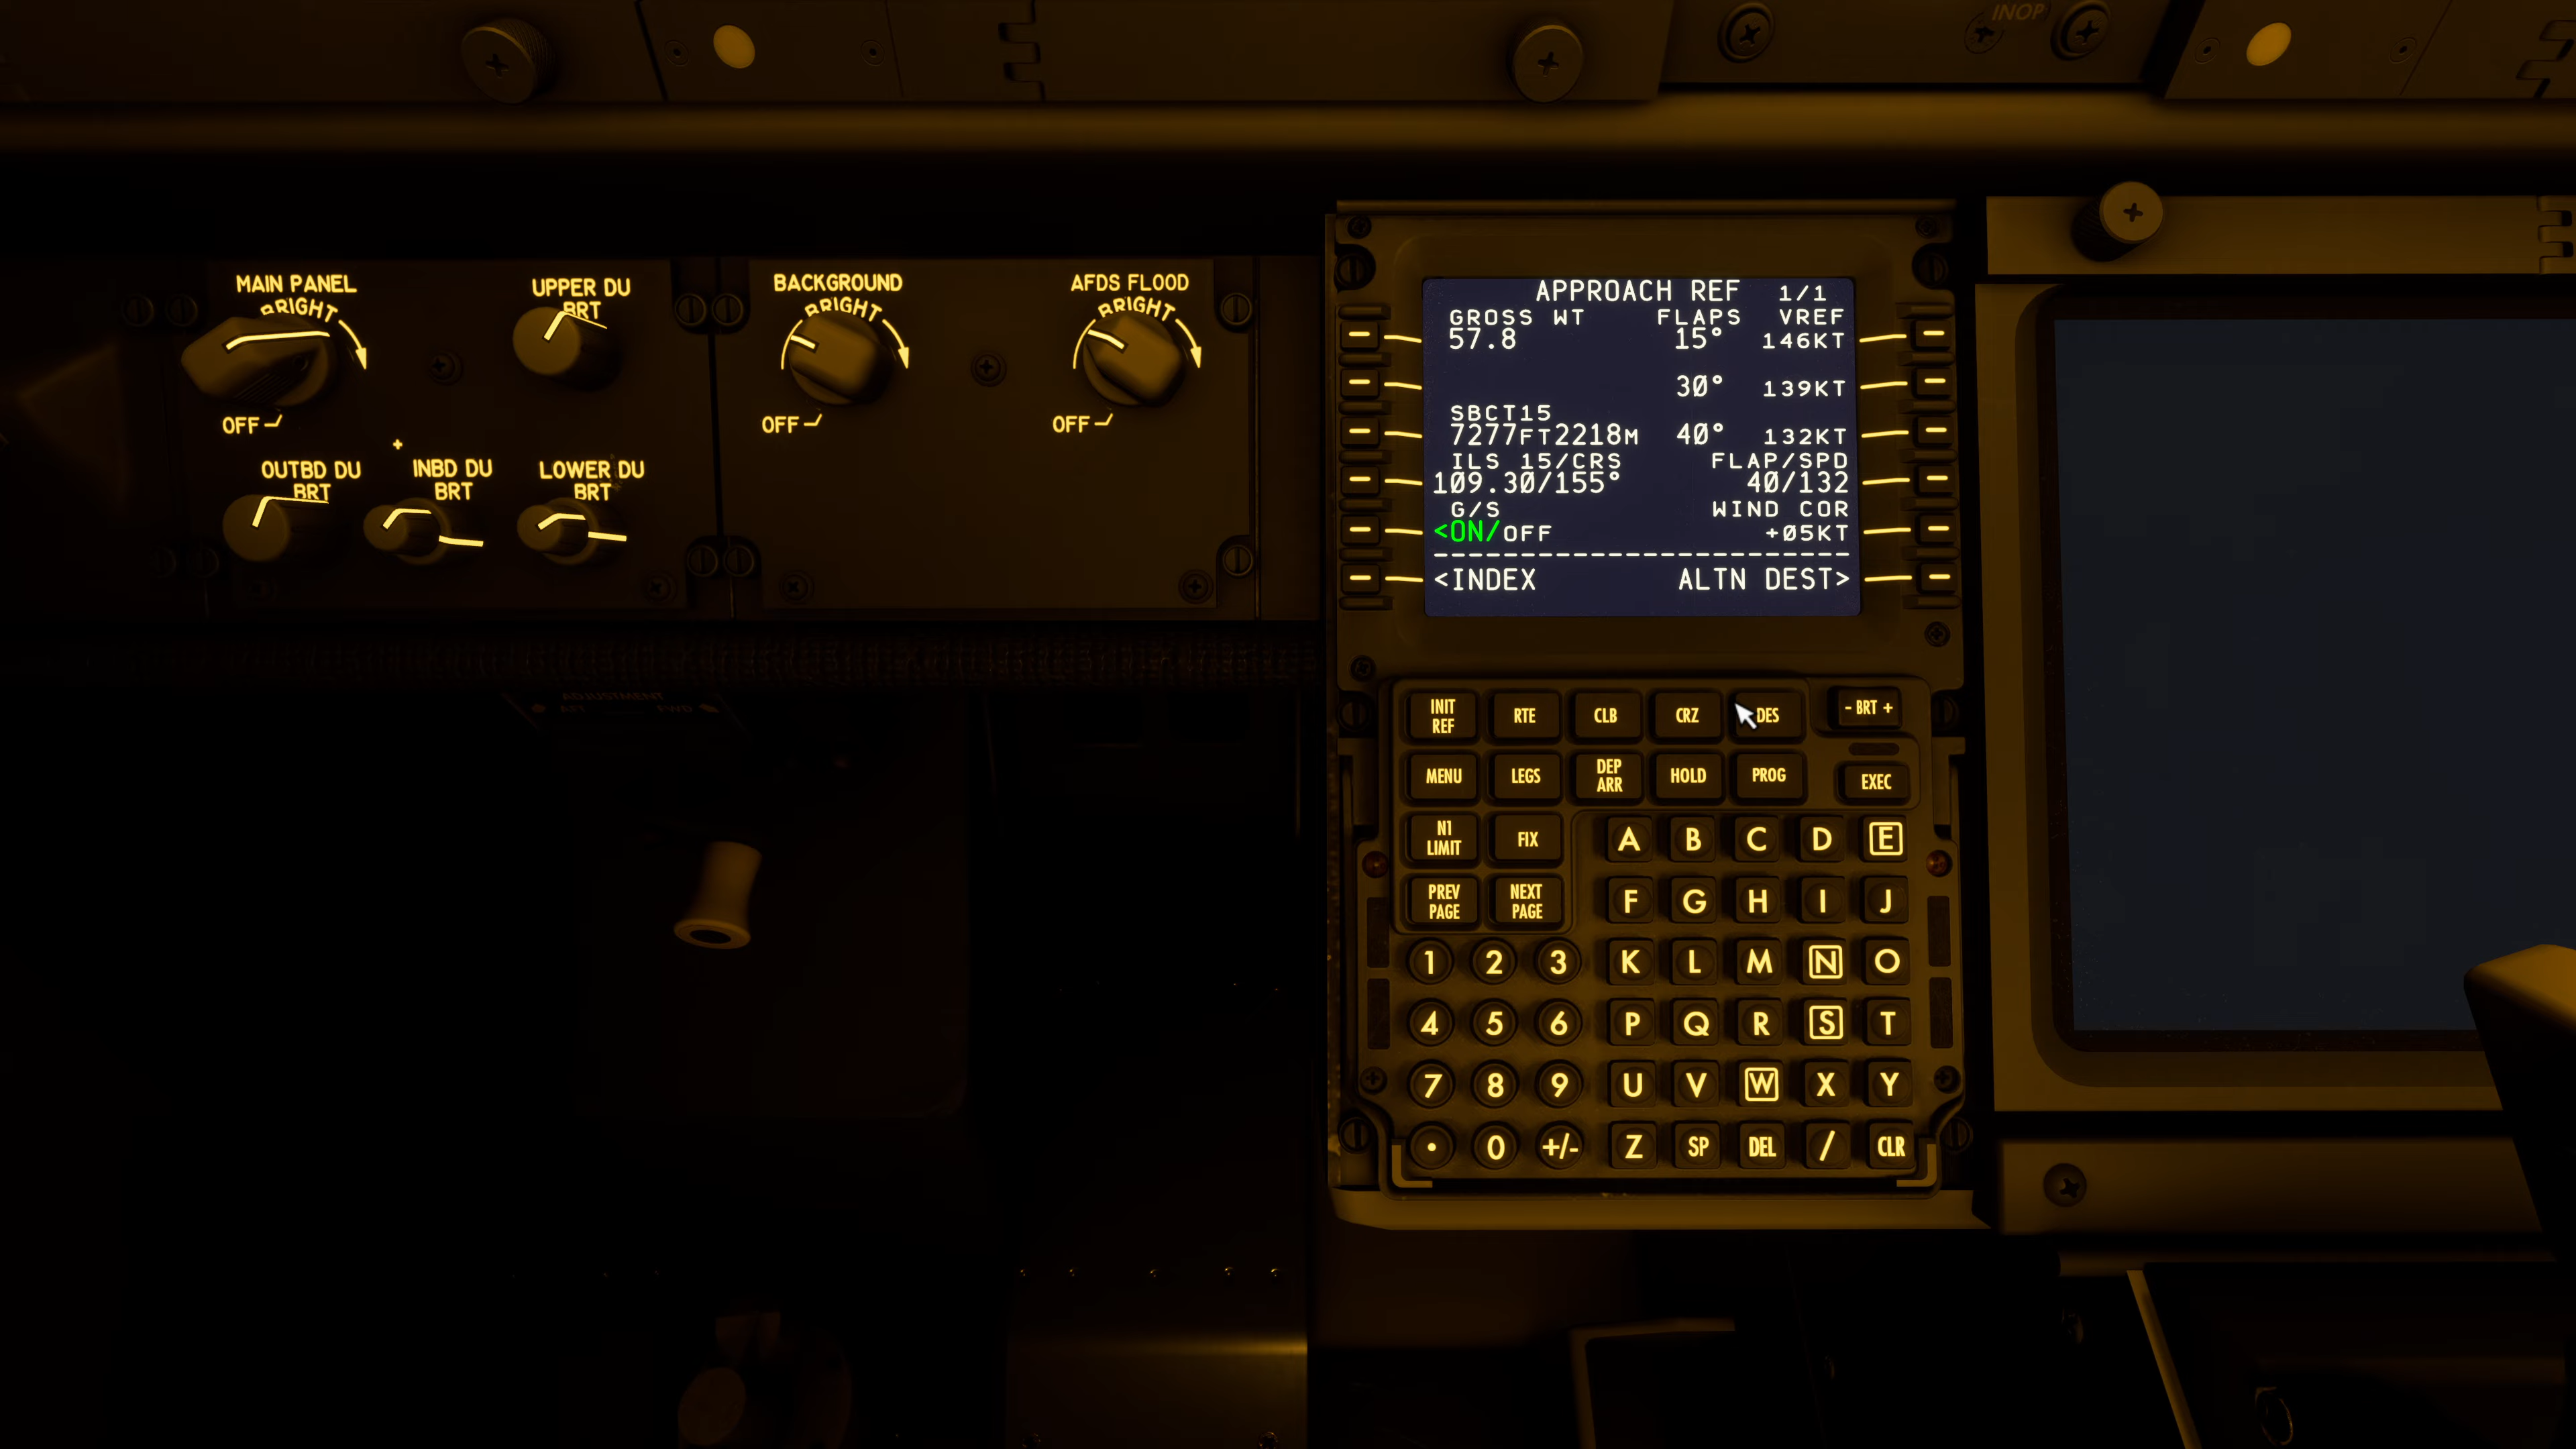 INOP
MAIN PANEL
BRIGHT
OFF
UPPER DU
BRT
BACKGROUND
BRIGHT
OFF
AFDS FLOOD
BRIGHT
OFF
OUTBD DU
BRT
INBD DU
BRT
LOWER DU
BRT
ADJUSTMENT
FWD
APPROACH REF 1/1
GROSS WT FLAPS VREF
57.8 15° 146KT
30° 139KT
SBCT15
7277FT2218M 40° 132KT
ILS 15/CRS FLAP/SPD
109.30/155° 40/132
G/S WIND COR
<ON/OFF +05KT
--------------------------
<INDEX ALTN DEST>
INIT
REF
RTE
CLB
CRZ
DES
- BRT +
MENU
LEGS
DEP
ARR
HOLD
PROG
EXEC
N1
LIMIT
FIX
A B C D E
PREV
PAGE
NEXT
PAGE
F G H I J
1 2 3 K L M N O
4 5 6 P Q R S T
7 8 9 U V W X Y
. 0 +/- Z SP DEL / CLR